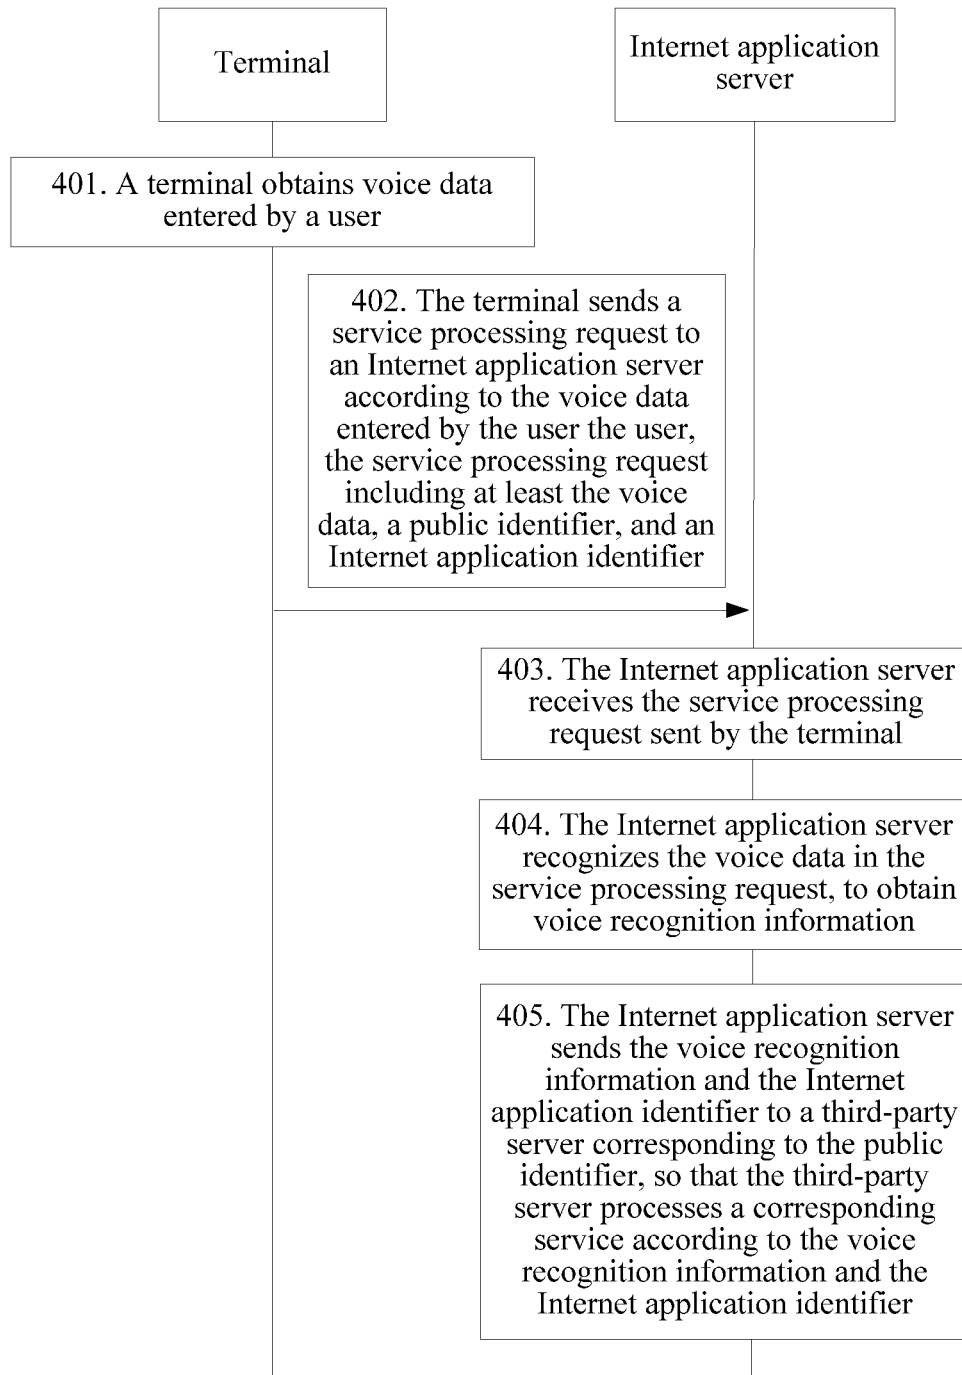 Terminal
Internet application
server
401. A terminal obtains voice data
entered by a user
402. The terminal sends a
service processing request to
an Internet application server
according to the voice data
entered by the user the user,
the service processing request
including at least the voice
data, a public identifier, and an
Internet application identifier
403. The Internet application server
receives the service processing
request sent by the terminal
404. The Internet application server
recognizes the voice data in the
service processing request, to obtain
voice recognition information
405. The Internet application server
sends the voice recognition
information and the Internet
application identifier to a third-party
server corresponding to the public
identifier, so that the third-party
server processes a corresponding
service according to the voice
recognition information and the
Internet application identifier